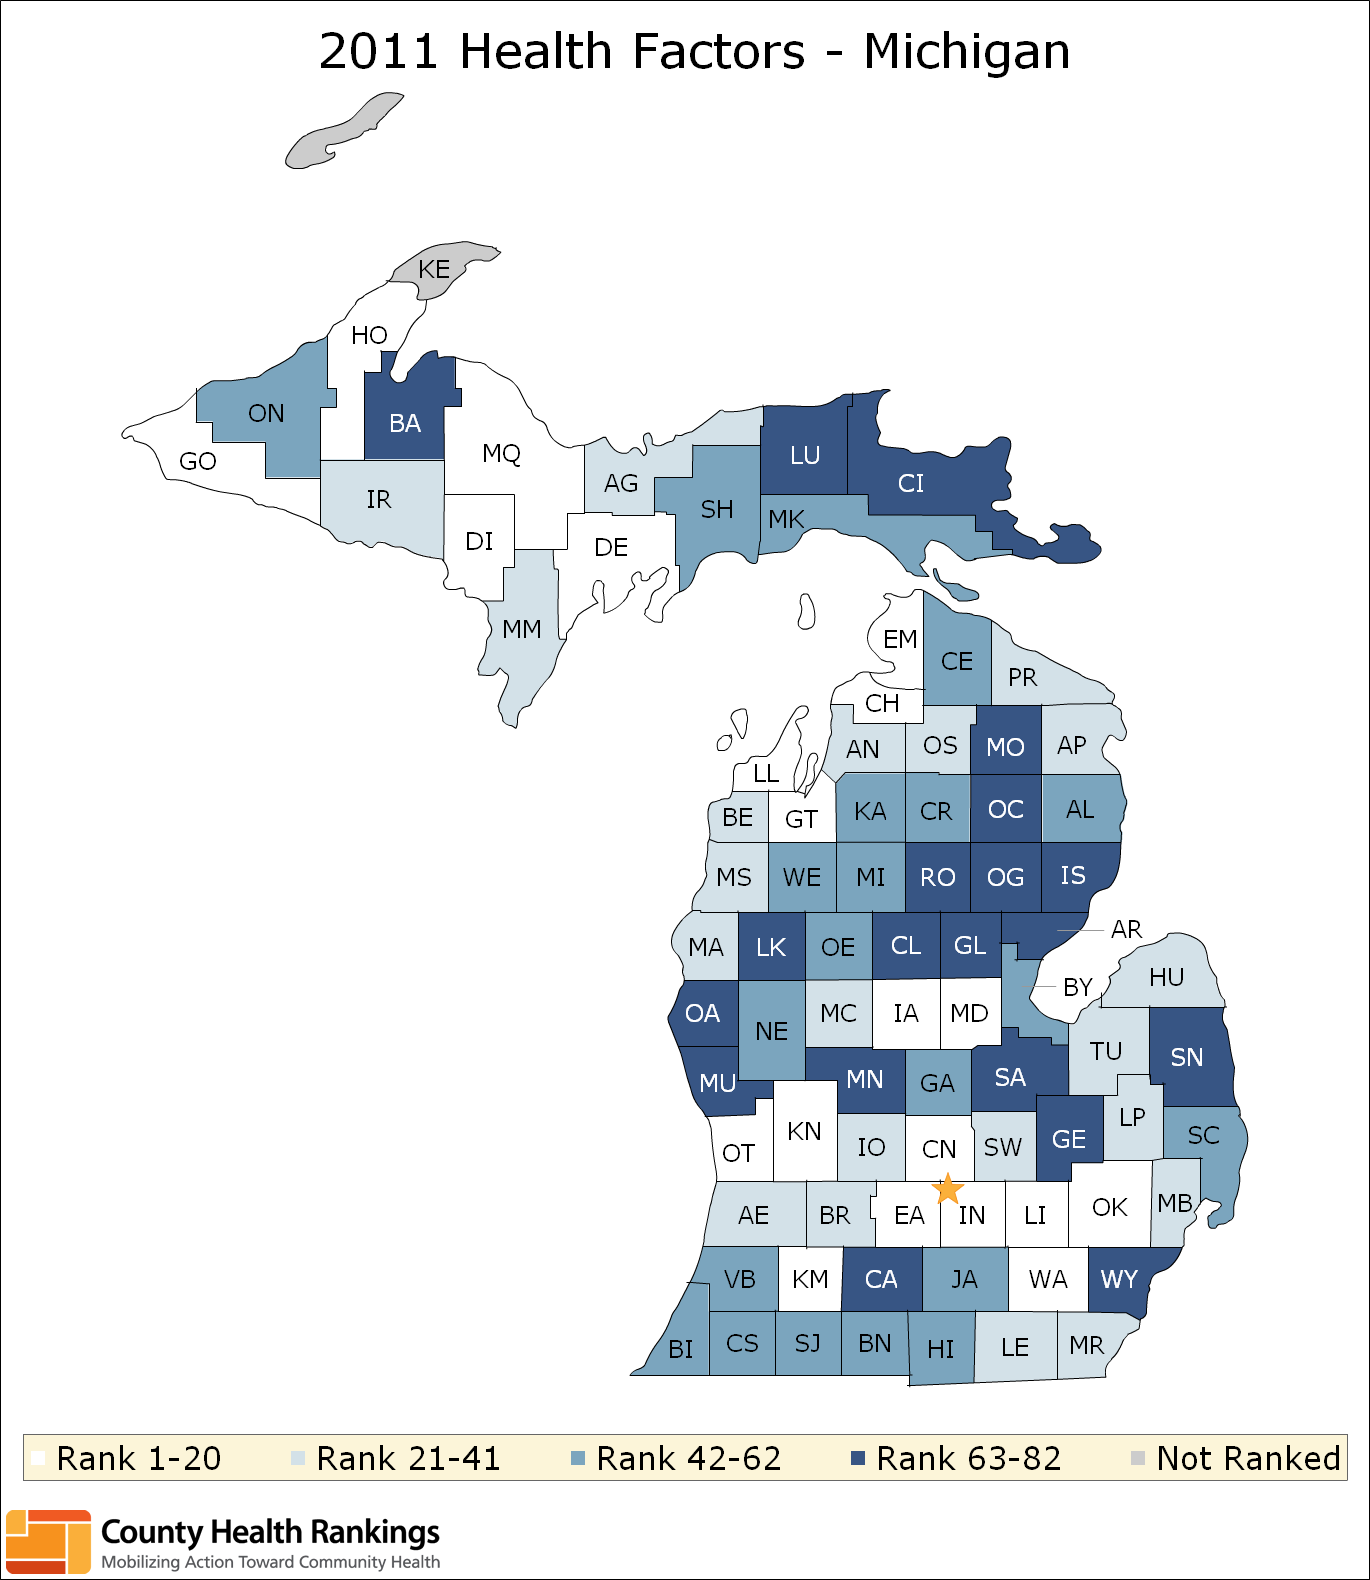 2011 Health Factors - Michigan
KE
HO
ON
BA
MQ
GO
LU
AG
CI
IR
SH
MK
DI
DE
MM
EM
CE
PR
CH
AN
OS
MO
AP
LL
BE
GT
KA
CR
OC
AL
MS
WE
MI
RO
OG
IS
AR
MA
LK
OE
CL
GL
HU
BY
OA
NE
MC
IA
MD
TU
SN
MU
MN
GA
SA
LP
OT
KN
IO
CN
SW
GE
SC
AE
BR
EA
IN
LI
OK
MB
VB
KM
CA
JA
WA
WY
BI
CS
SJ
BN
HI
LE
MR
Rank 1-20 Rank 21-41 Rank 42-62 Rank 63-82 Not Ranked
County Health Rankings
Mobilizing Action Toward Community Health